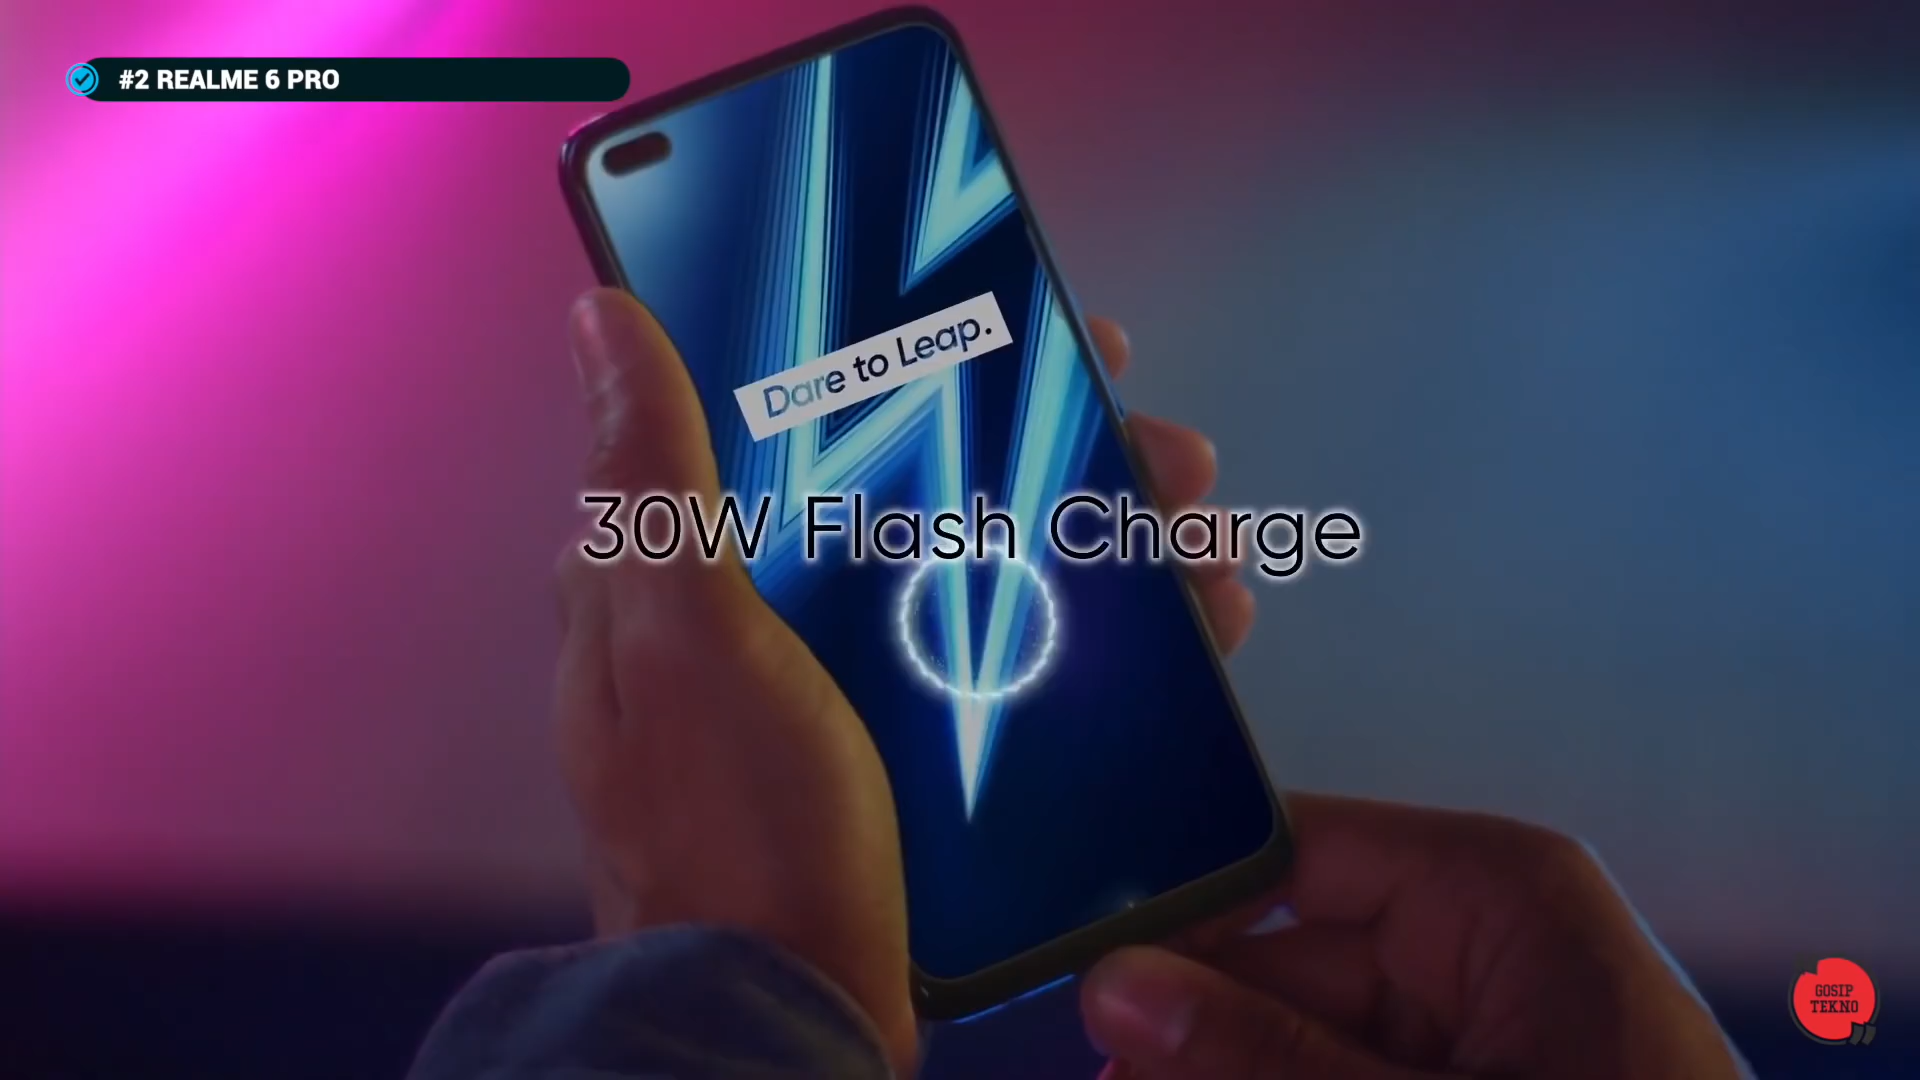 #2 REALME 6 PRO
Dare to Leap.
30W Flash Charge
GOSIP
TEKNO